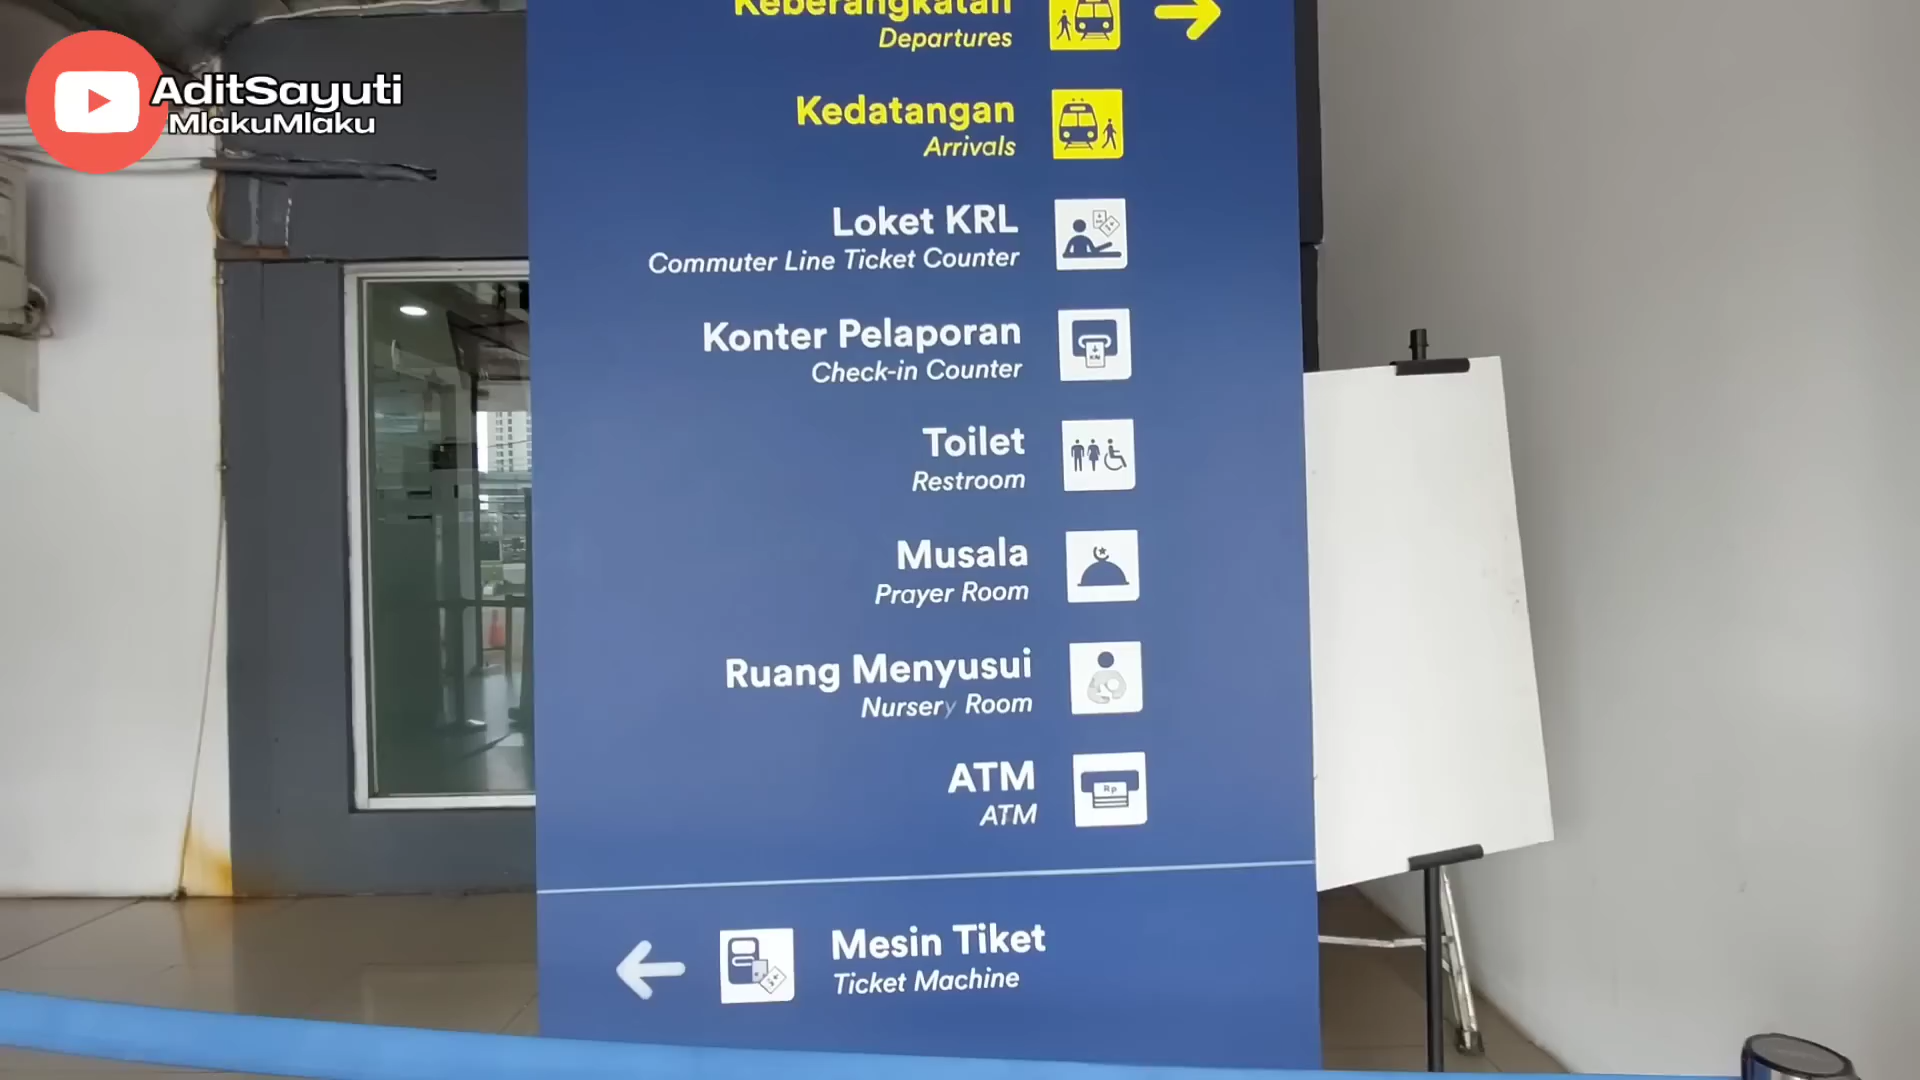 AditSayuti
MlakuMlaku
Keberangkatan
Departures
Kedatangan
Arrivals
Loket KRL
Commuter Line Ticket Counter
Konter Pelaporan
Check-in Counter
Toilet
Restroom
Musala
Prayer Room
Ruang Menyusui
Nursery Room
ATM
ATM
Rp
Mesin Tiket
Ticket Machine